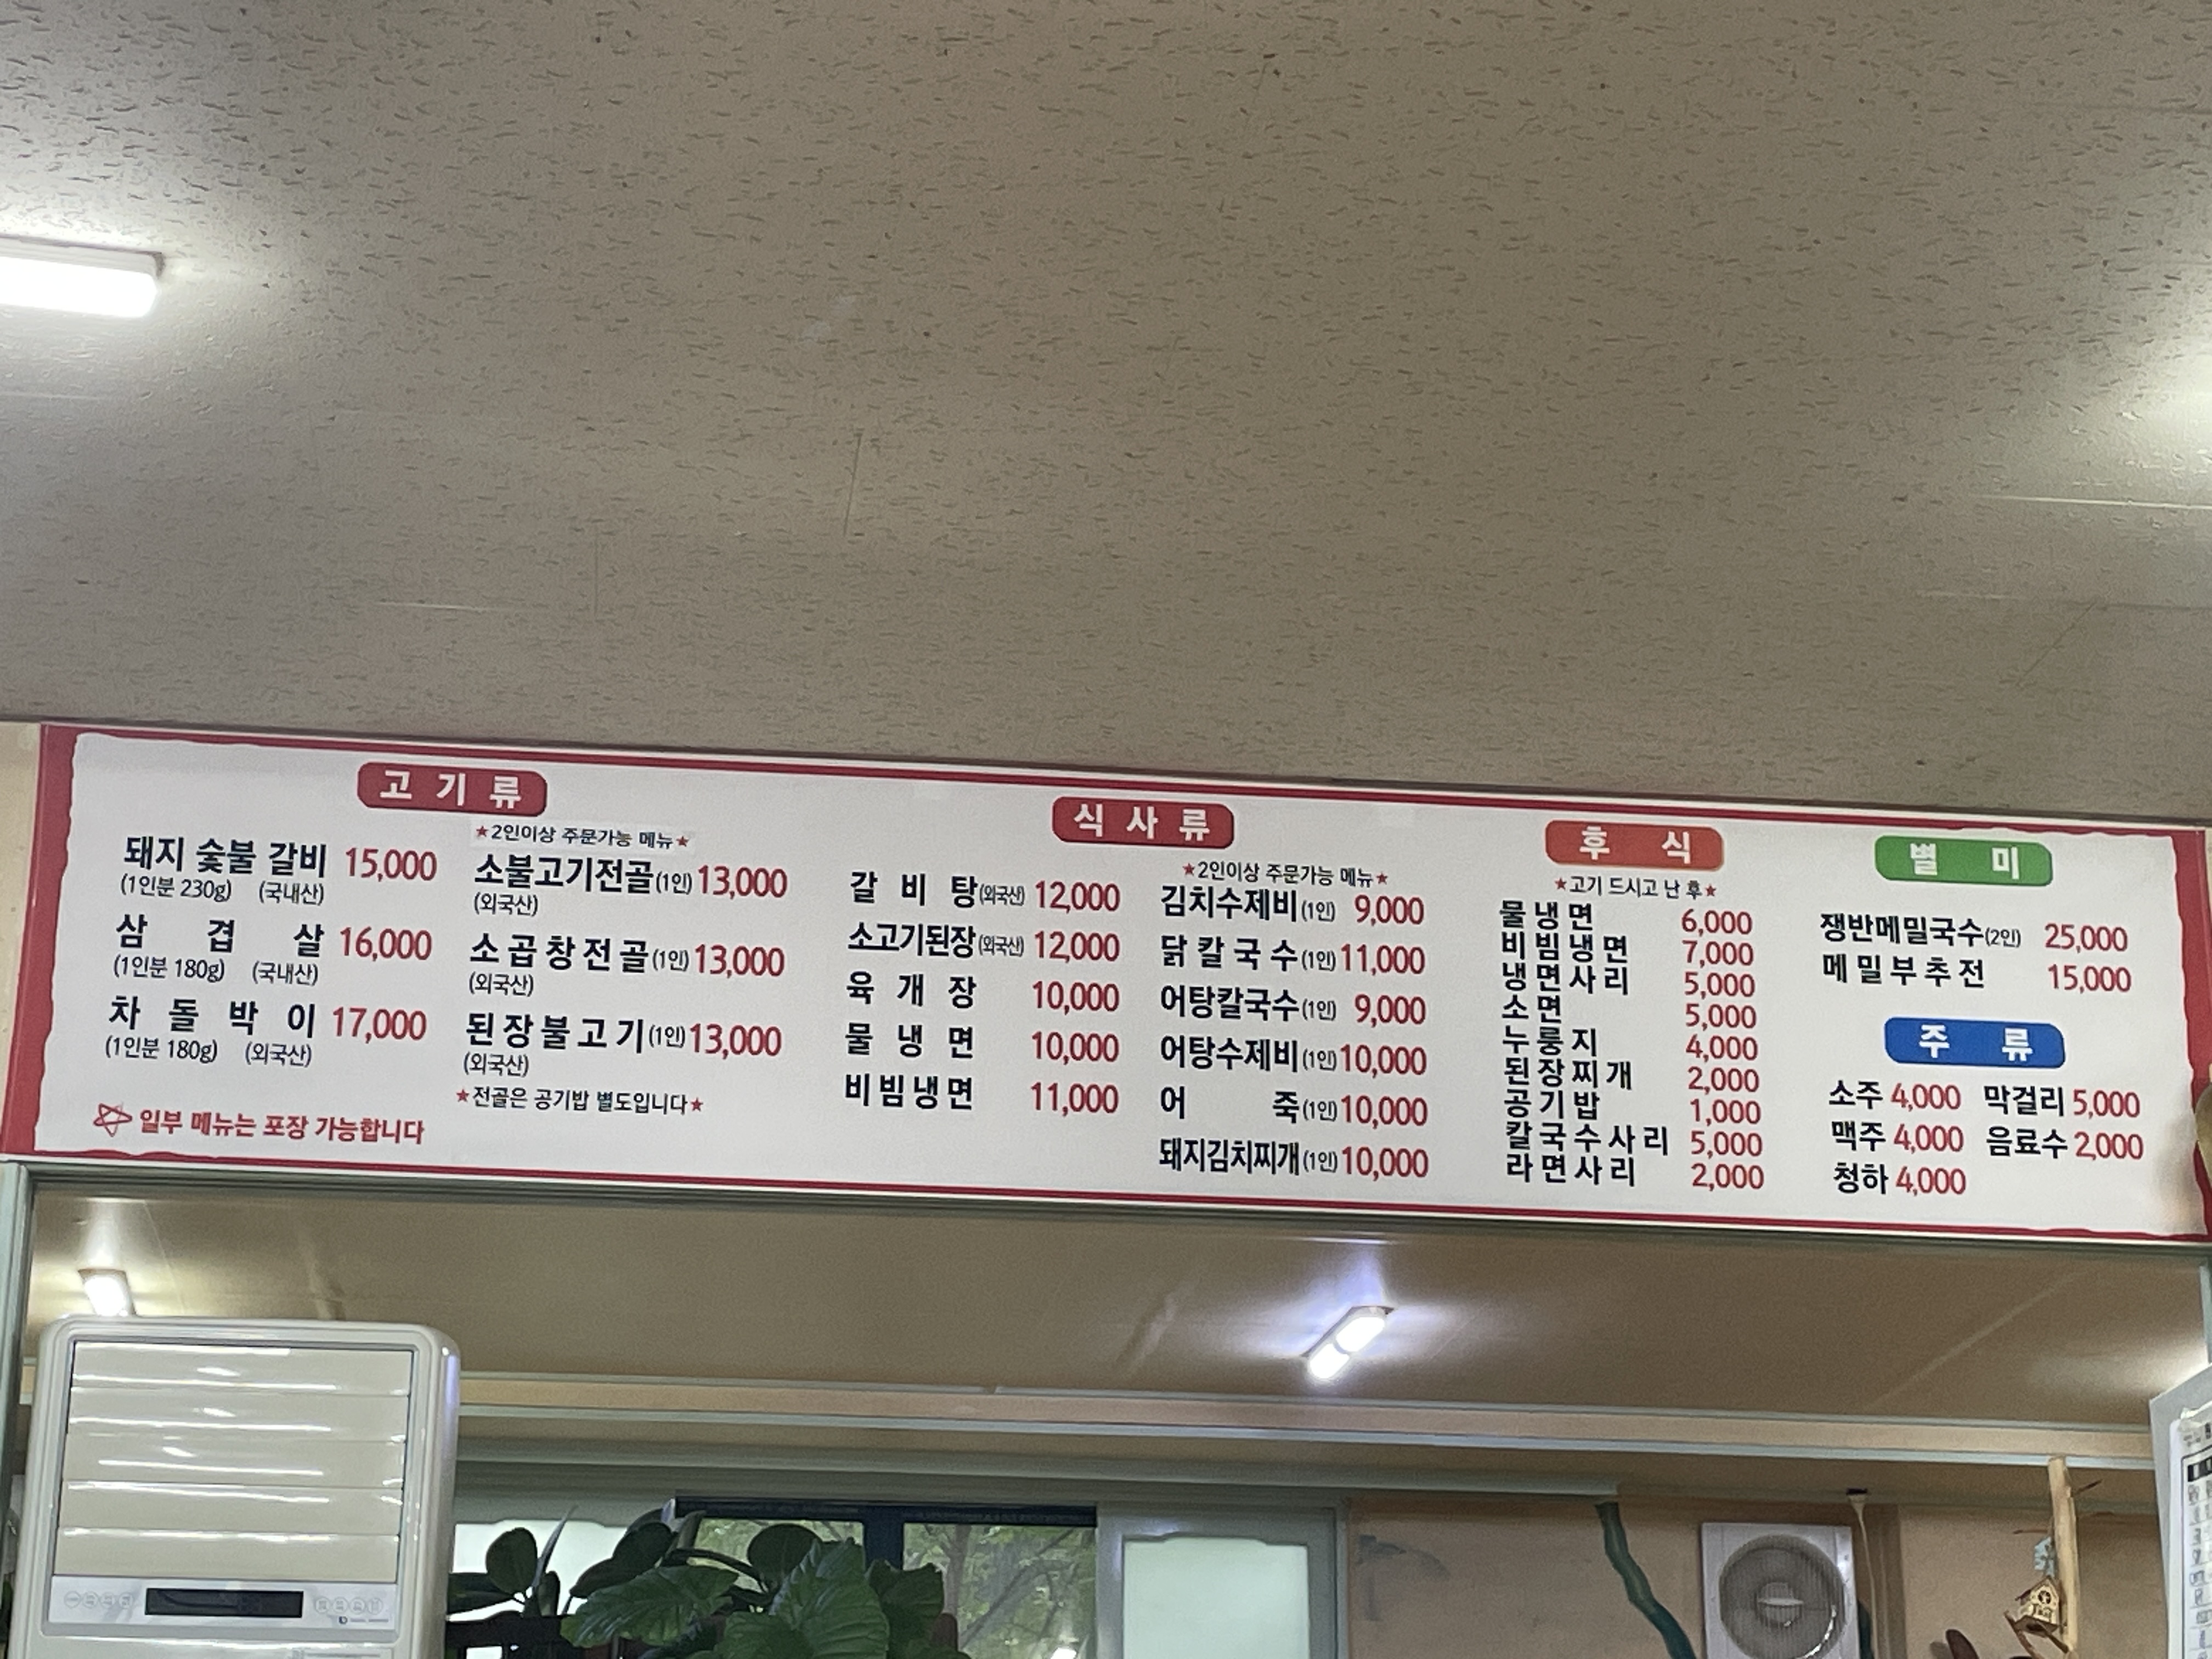 고기류
돼지 숯불 갈비 15,000
(1인분 230g) (국내산)
삼겹살 16,000
(1인분 180g) (국내산)
차돌박이 17,000
(1인분 180g) (외국산)
일부 메뉴는 포장 가능합니다
★2인이상 주문가능 메뉴★
소불고기전골(1인) 13,000
(외국산)
소곱창전골(1인) 13,000
(외국산)
된장불고기(1인) 13,000
(외국산)
★전골은 공기밥 별도입니다★
식사류
갈비탕(외국산) 12,000
소고기된장(외국산) 12,000
육개장 10,000
물냉면 10,000
비빔냉면 11,000
★2인이상 주문가능 메뉴★
김치수제비(1인) 9,000
닭칼국수(1인) 11,000
어탕칼국수(1인) 9,000
어탕수제비(1인) 10,000
어죽(1인) 10,000
돼지김치찌개(1인) 10,000
후식
★고기 드시고 난 후★
물냉면 6,000
비빔냉면 7,000
냉면사리 5,000
소면 5,000
누룽지 4,000
된장찌개 2,000
공기밥 1,000
칼국수사리 5,000
라면사리 2,000
별미
쟁반메밀국수(2인) 25,000
메밀부추전 15,000
주류
소주 4,000 막걸리 5,000
맥주 4,000 음료수 2,000
청하 4,000